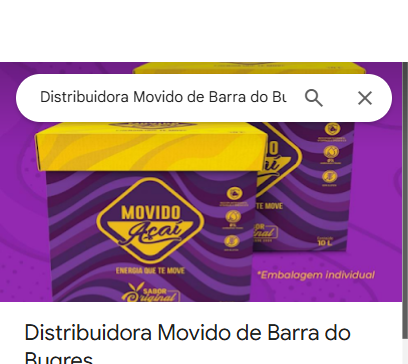 Distribuidora Movido de Barra do Bu
MOVIDO
Açaí
ENERGIA QUE TE MOVE
SABOR
Original
TE MOVE
SABOR
Original
10 L
*Embalagem individual
Distribuidora Movido de Barra do
Bugres